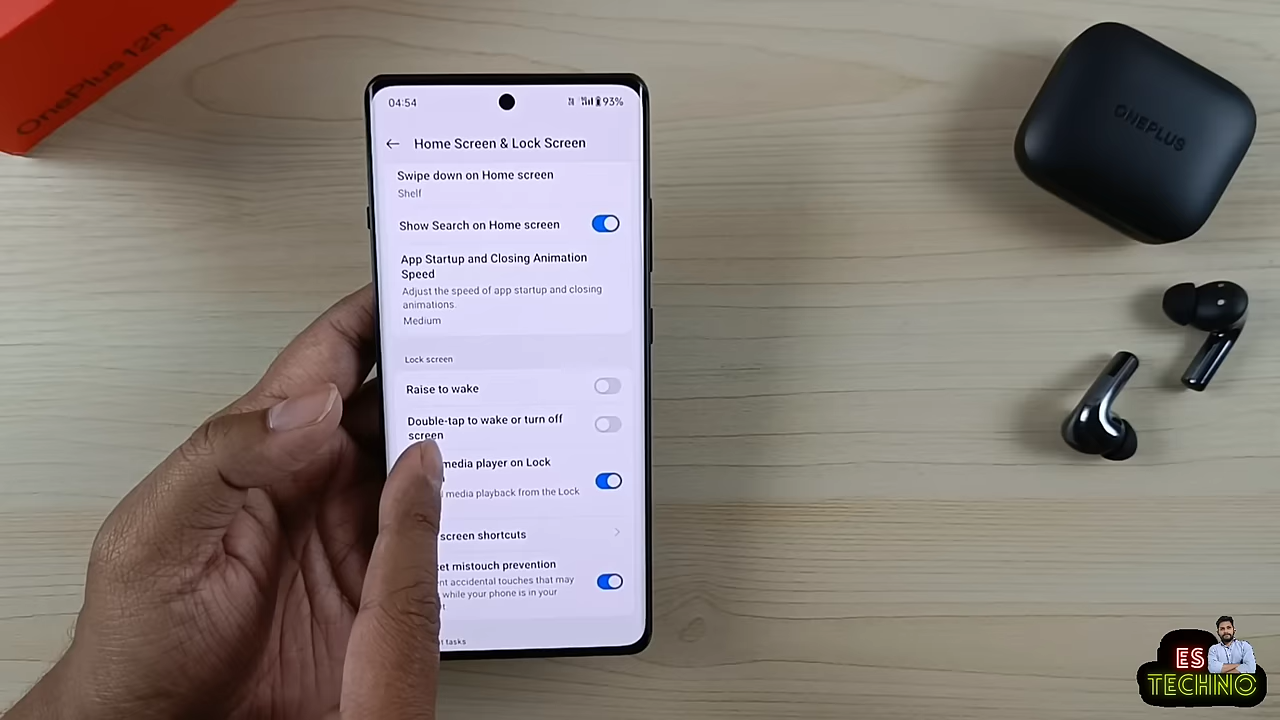 OnePlus 12R
ONEPLUS
04:54
93%
Home Screen & Lock Screen
Swipe down on Home screen
Shelf
Show Search on Home screen
App Startup and Closing Animation
Speed
Adjust the speed of app startup and closing
animations.
Medium
Lock screen
Raise to wake
Double-tap to wake or turn off
screen
media player on Lock
media playback from the Lock
screen shortcuts
mistouch prevention
accidental touches that may
while your phone is in your
tasks
ES
TECHNO